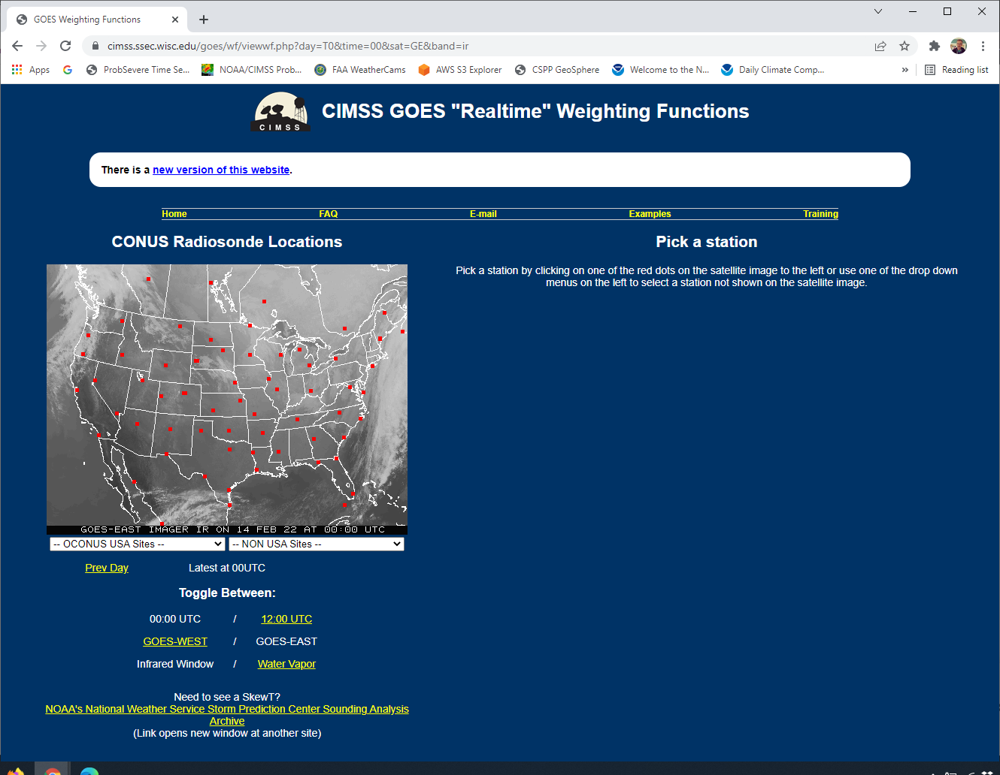 GOES Weighting Functions
cimss.ssec.wisc.edu/goes/wf/viewwf.php?day=T0&time=00&sat=GE&band=ir
Apps
ProbSevere Time Se...
NOAA/CIMSS Prob...
FAA WeatherCams
AWS S3 Explorer
CSPP GeoSphere
Welcome to the N...
Daily Climate Comp...
»
Reading list
CIMSS
CIMSS GOES "Realtime" Weighting Functions
There is a new version of this website.
Home FAQ E-mail Examples Training
CONUS Radiosonde Locations
GOES-EAST IMAGER IR ON 14 FEB 22 AT 00:00 UTC
-- OCONUS USA Sites -- -- NON USA Sites --
Prev Day Latest at 00UTC
Toggle Between:
00:00 UTC / 12:00 UTC
GOES-WEST / GOES-EAST
Infrared Window / Water Vapor
Need to see a SkewT?
NOAA's National Weather Service Storm Prediction Center Sounding Analysis
Archive
(Link opens new window at another site)
Pick a station
Pick a station by clicking on one of the red dots on the satellite image to the left or use one of the drop down
menus on the left to select a station not shown on the satellite image.